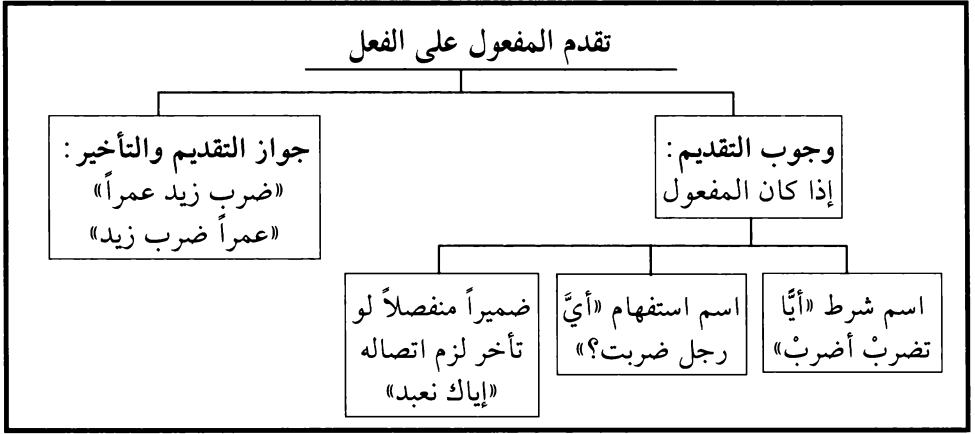 تقدم المفعول على الفعل
وجوب التقديم :
إذا كان المفعول
جواز التقديم والتأخير :
«ضرب زيد عمراً»
«عمراً ضرب زيد»
اسم شرط «أيًّا
تضربْ أضربْ»
اسم استفهام «أيَّ
رجل ضربت؟»
ضميراً منفصلاً لو
تأخر لزم اتصاله
«إياك نعبد»